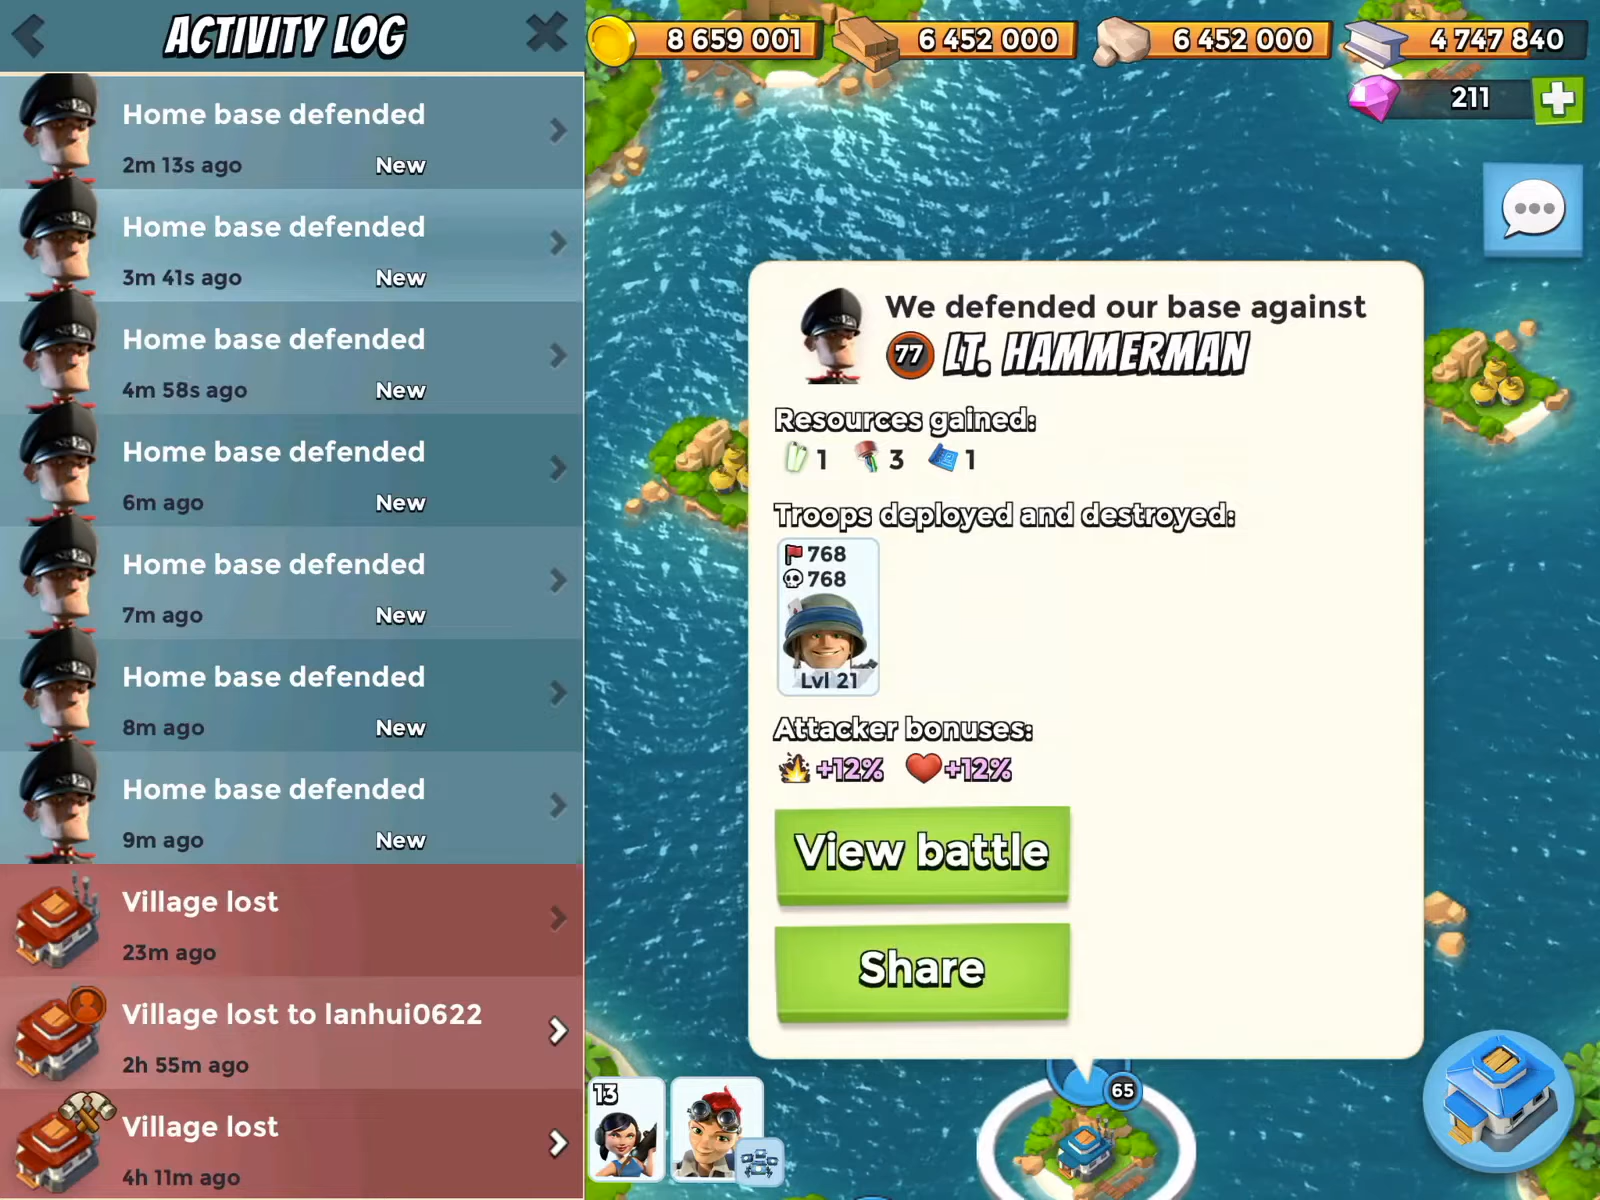 ACTIVITY LOG
8 659 001
6 452 000
6 452 000
4 747 840
211
Home base defended
2m 13s ago
New
Home base defended
3m 41s ago
New
Home base defended
4m 58s ago
New
Home base defended
6m ago
New
Home base defended
7m ago
New
Home base defended
8m ago
New
Home base defended
9m ago
New
Village lost
23m ago
Village lost to lanhui0622
2h 55m ago
Village lost
4h 11m ago
We defended our base against
77 LT. HAMMERMAN
Resources gained:
1 3 1
Troops deployed and destroyed:
768
768
Lvl 21
Attacker bonuses:
+12% +12%
View battle
Share
13
65